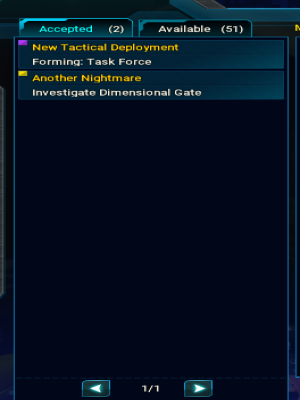 Accepted (2) Available (51)
New Tactical Deployment
Forming: Task Force
Another Nightmare
Investigate Dimensional Gate
1/1